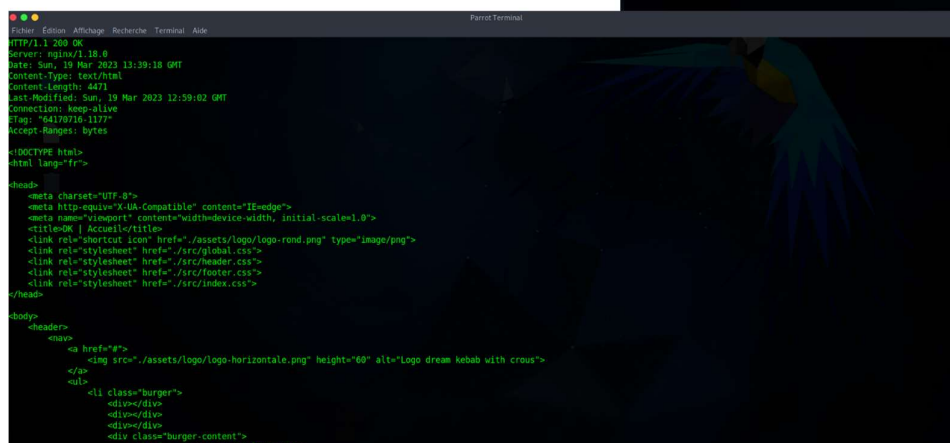 Parrot Terminal
Fichier Édition Affichage Recherche Terminal Aide
HTTP/1.1 200 OK
Server: nginx/1.18.0
Date: Sun, 19 Mar 2023 13:39:18 GMT
Content-Type: text/html
Content-Length: 4471
Last-Modified: Sun, 19 Mar 2023 12:59:02 GMT
Connection: keep-alive
ETag: "64170716-1177"
Accept-Ranges: bytes
<!DOCTYPE html>
<html lang="fr">
<head>
<meta charset="UTF-8">
<meta http-equiv="X-UA-Compatible" content="IE=edge">
<meta name="viewport" content="width=device-width, initial-scale=1.0">
<title>DK | Accueil</title>
<link rel="shortcut icon" href="./assets/logo/logo-rond.png" type="image/png">
<link rel="stylesheet" href="./src/global.css">
<link rel="stylesheet" href="./src/header.css">
<link rel="stylesheet" href="./src/footer.css">
<link rel="stylesheet" href="./src/index.css">
</head>
<body>
<header>
<nav>
<a href="#">
<img src="./assets/logo/logo-horizontale.png" height="60" alt="Logo dream kebab with crous">
</a>
<ul>
<li class="burger">
<div></div>
<div></div>
<div></div>
<div class="burger-content">